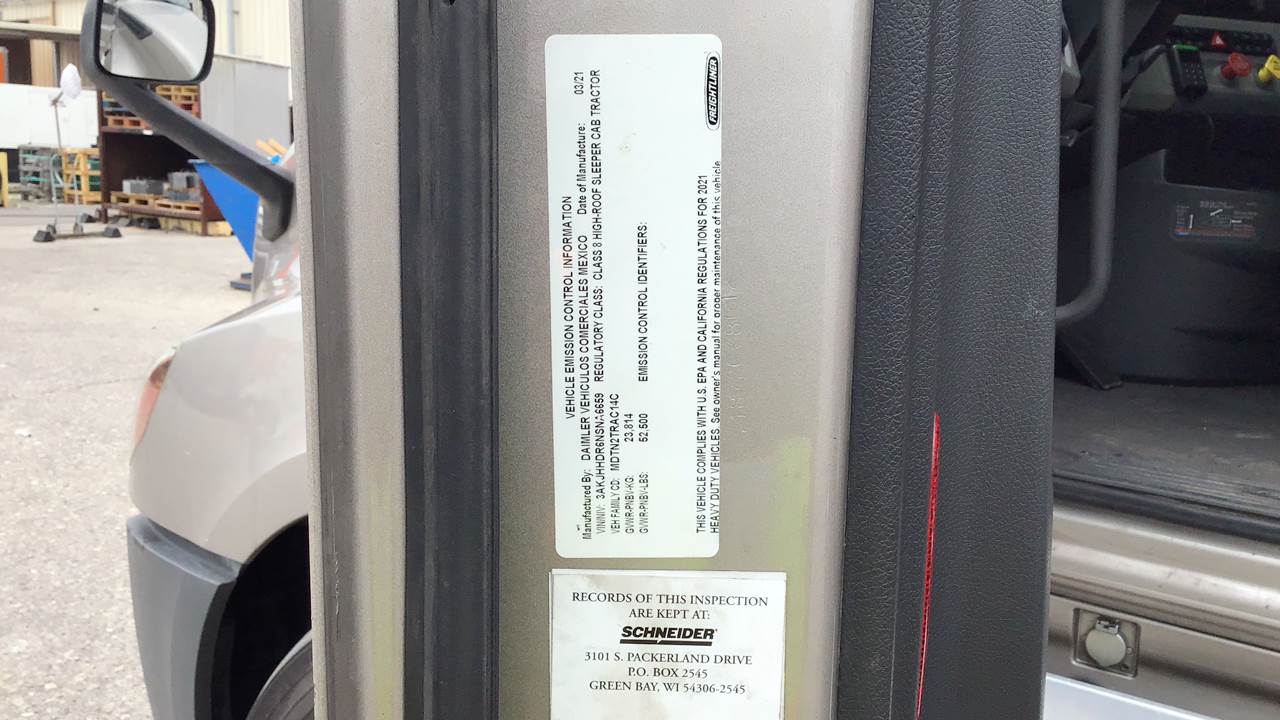 FREIGHTLINER
VEHICLE EMISSION CONTROL INFORMATION
Manufactured By: DAIMLER VEHICULOS COMERCIALES MEXICO Date of Manufacture: 03/21
VIN/NIV: 3AKJHHDR6NSNA6659 REGULATORY CLASS: CLASS 8 HIGH-ROOF SLEEPER CAB TRACTOR
VEH FAMILY CD: MDTN2TRAC14C
GVWR-PNBV-KG: 23,814
GVWR-PNBV-LBS: 52,500 EMISSION CONTROL IDENTIFIERS:
THIS VEHICLE COMPLIES WITH U.S. EPA AND CALIFORNIA REGULATIONS FOR 2021
HEAVY DUTY VEHICLES. See owner's manual for proper maintenance of this vehicle
RECORDS OF THIS INSPECTION
ARE KEPT AT:
SCHNEIDER
3101 S. PACKERLAND DRIVE
P.O. BOX 2545
GREEN BAY, WI 54306-2545